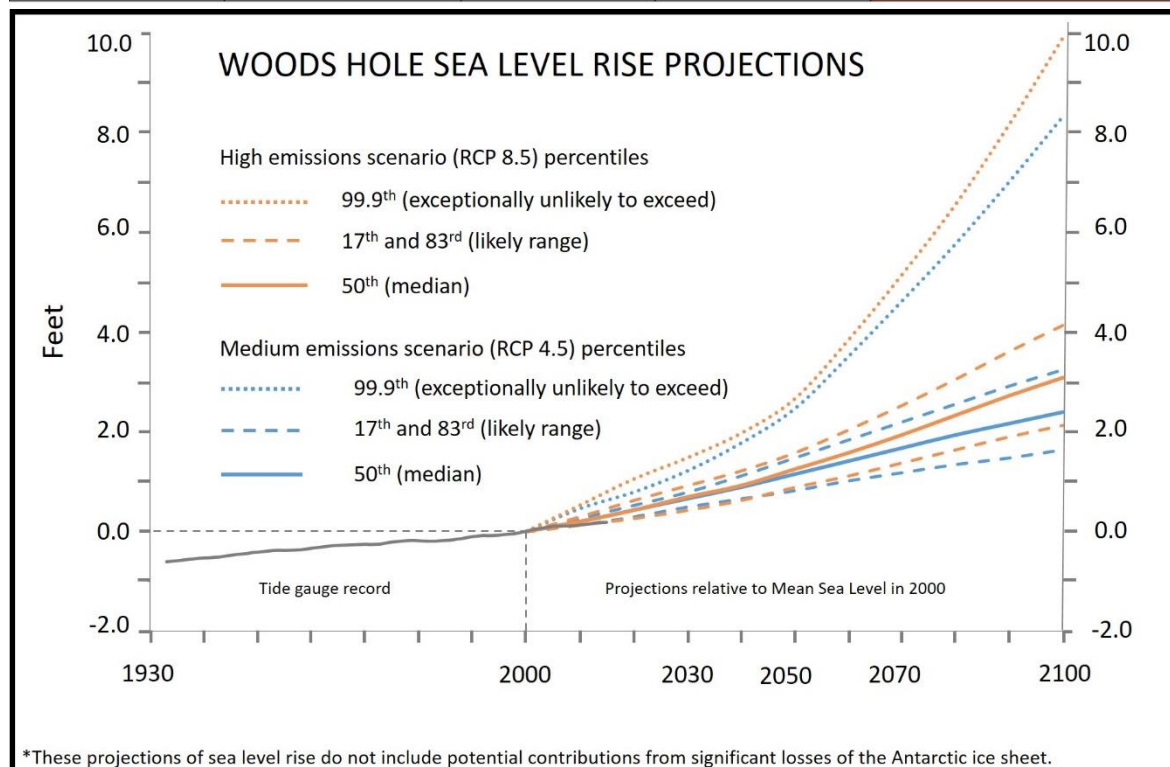 WOODS HOLE SEA LEVEL RISE PROJECTIONS
High emissions scenario (RCP 8.5) percentiles
99.9th (exceptionally unlikely to exceed)
17th and 83rd (likely range)
50th (median)
Medium emissions scenario (RCP 4.5) percentiles
99.9th (exceptionally unlikely to exceed)
17th and 83rd (likely range)
50th (median)
Feet
10.0
8.0
6.0
4.0
2.0
0.0
-2.0
10.0
8.0
6.0
4.0
2.0
0.0
-2.0
Tide gauge record
Projections relative to Mean Sea Level in 2000
1930 2000 2030 2050 2070 2100
*These projections of sea level rise do not include potential contributions from significant losses of the Antarctic ice sheet.